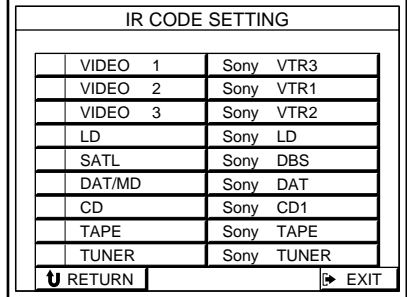 IR CODE SETTING
VIDEO 1 Sony VTR3
VIDEO 2 Sony VTR1
VIDEO 3 Sony VTR2
LD Sony LD
SATL Sony DBS
DAT/MD Sony DAT
CD Sony CD1
TAPE Sony TAPE
TUNER Sony TUNER
RETURN EXIT